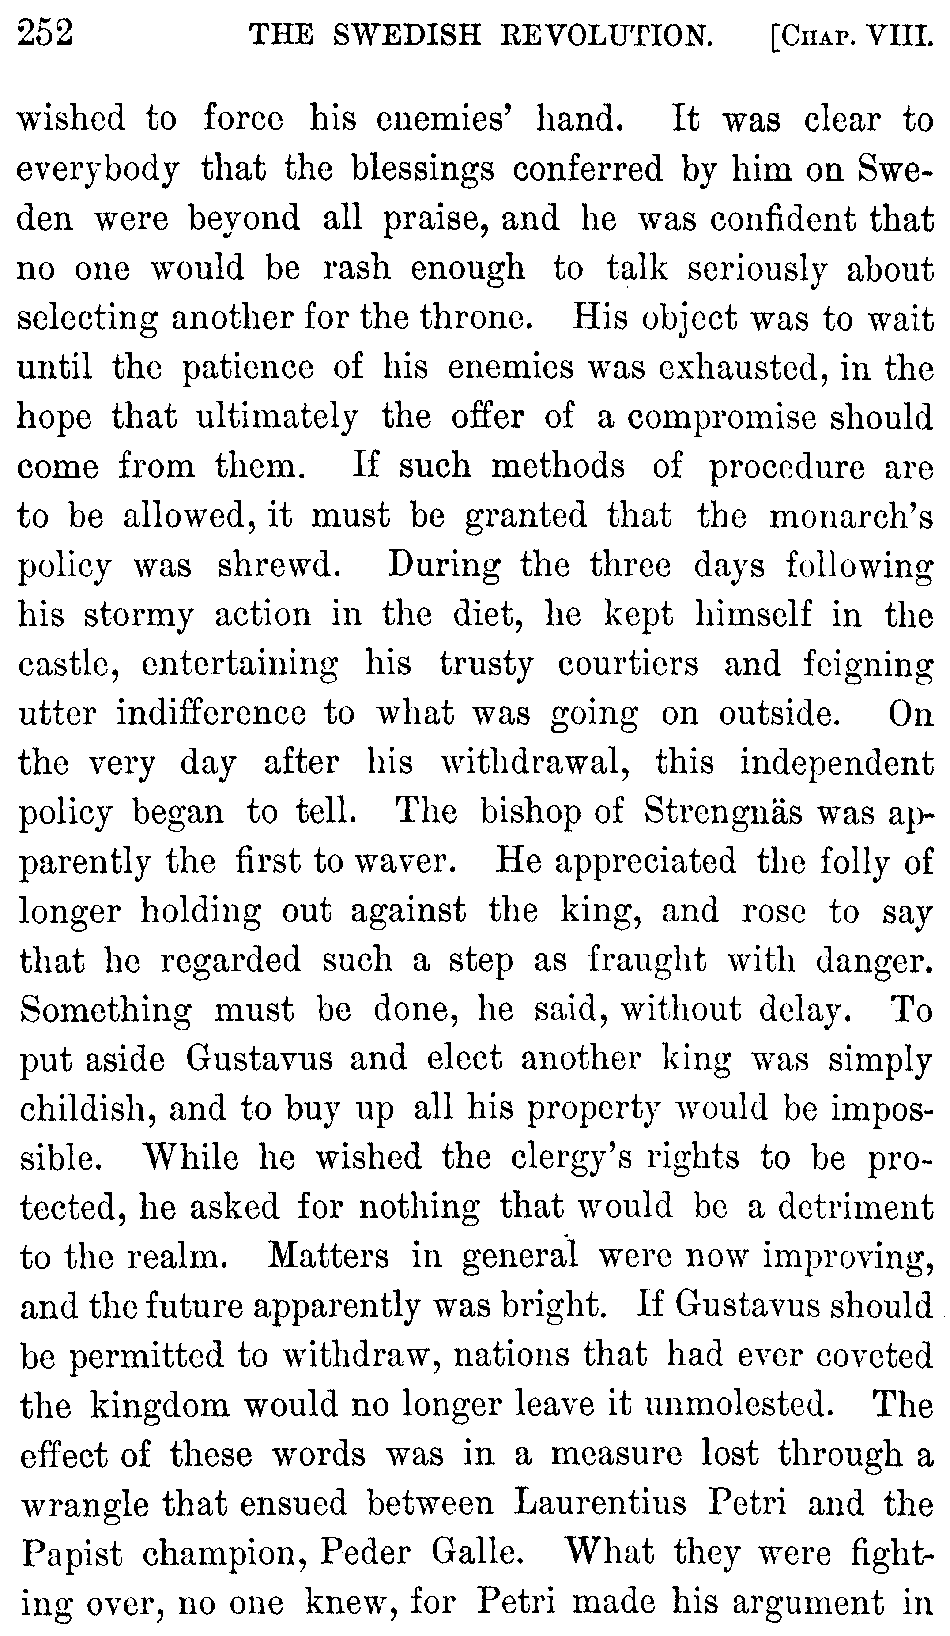 252 THE SWEDISH REVOLUTION. [CHAP. VIII.
wished to force his enemies' hand. It was clear to
everybody that the blessings conferred by him on Swe-
den were beyond all praise, and he was confident that
no one would be rash enough to talk seriously about
selecting another for the throne. His object was to wait
until the patience of his enemies was exhausted, in the
hope that ultimately the offer of a compromise should
come from them. If such methods of procedure are
to be allowed, it must be granted that the monarch's
policy was shrewd. During the three days following
his stormy action in the diet, he kept himself in the
castle, entertaining his trusty courtiers and feigning
utter indifference to what was going on outside. On
the very day after his withdrawal, this independent
policy began to tell. The bishop of Strengnäs was ap-
parently the first to waver. He appreciated the folly of
longer holding out against the king, and rose to say
that he regarded such a step as fraught with danger.
Something must be done, he said, without delay. To
put aside Gustavus and elect another king was simply
childish, and to buy up all his property would be impos-
sible. While he wished the clergy's rights to be pro-
tected, he asked for nothing that would be a detriment
to the realm. Matters in general were now improving,
and the future apparently was bright. If Gustavus should
be permitted to withdraw, nations that had ever coveted
the kingdom would no longer leave it unmolested. The
effect of these words was in a measure lost through a
wrangle that ensued between Laurentius Petri and the
Papist champion, Peder Galle. What they were fight-
ing over, no one knew, for Petri made his argument in